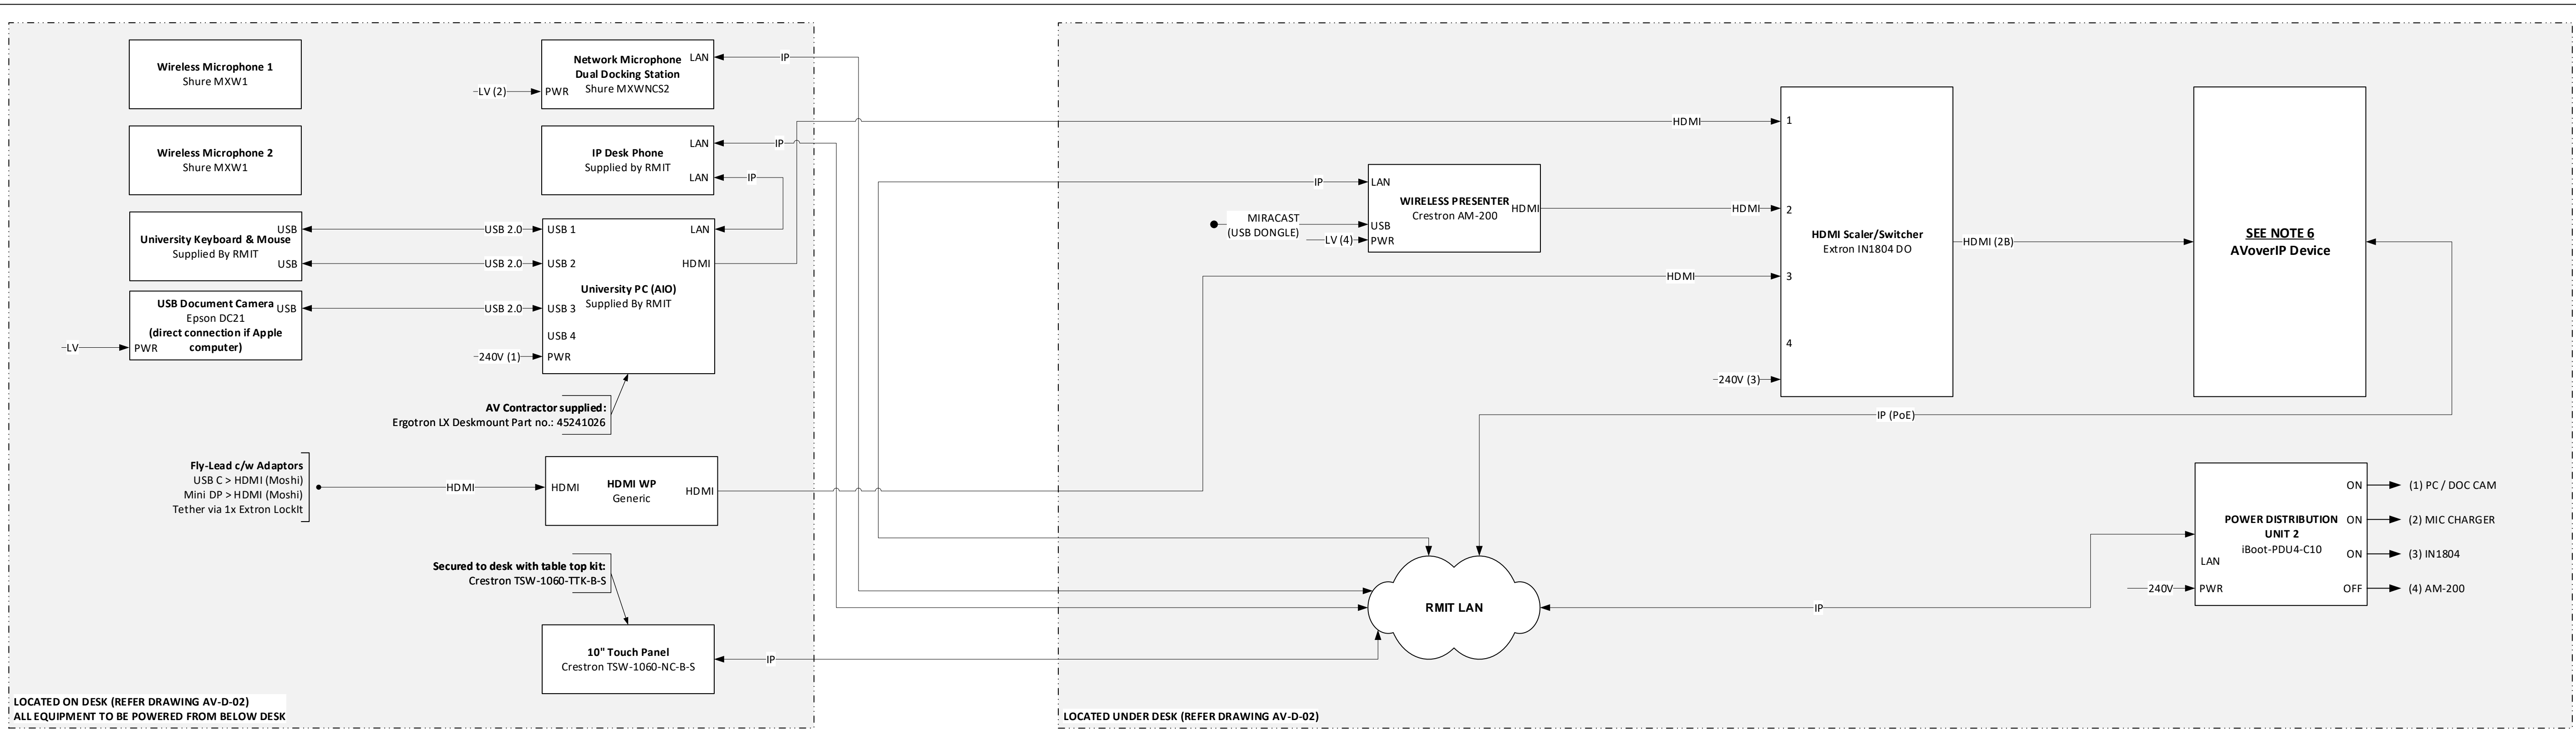 Wireless Microphone 1
Shure MXW1
Network Microphone
Dual Docking Station
Shure MXWNCS2
LAN
PWR
LV (2)
IP
Wireless Microphone 2
Shure MXW1
IP Desk Phone
Supplied by RMIT
LAN
LAN
IP
IP
University Keyboard & Mouse
Supplied By RMIT
USB
USB
USB 2.0
USB 2.0
USB Document Camera
Epson DC21
(direct connection if Apple
computer)
USB
PWR
LV
USB 2.0
University PC (AIO)
Supplied By RMIT
USB 1
USB 2
USB 3
USB 4
PWR
LAN
HDMI
240V (1)
AV Contractor supplied:
Ergotron LX Deskmount Part no.: 45241026
Fly-Lead c/w Adaptors
USB C > HDMI (Moshi)
Mini DP > HDMI (Moshi)
Tether via 1x Extron LockIt
HDMI
HDMI
HDMI WP
Generic
HDMI
Secured to desk with table top kit:
Crestron TSW-1060-TTK-B-S
10" Touch Panel
Crestron TSW-1060-NC-B-S
IP
LOCATED ON DESK (REFER DRAWING AV-D-02)
ALL EQUIPMENT TO BE POWERED FROM BELOW DESK
IP
MIRACAST
(USB DONGLE)
LV (4)
LAN
USB
PWR
WIRELESS PRESENTER
Crestron AM-200
HDMI
HDMI
HDMI
HDMI
240V (3)
1
2
3
4
HDMI Scaler/Switcher
Extron IN1804 DO
HDMI (2B)
SEE NOTE 6
AVoverIP Device
IP (PoE)
RMIT LAN
IP
240V
LAN
PWR
POWER DISTRIBUTION
UNIT 2
iBoot-PDU4-C10
ON
ON
ON
OFF
(1) PC / DOC CAM
(2) MIC CHARGER
(3) IN1804
(4) AM-200
LOCATED UNDER DESK (REFER DRAWING AV-D-02)